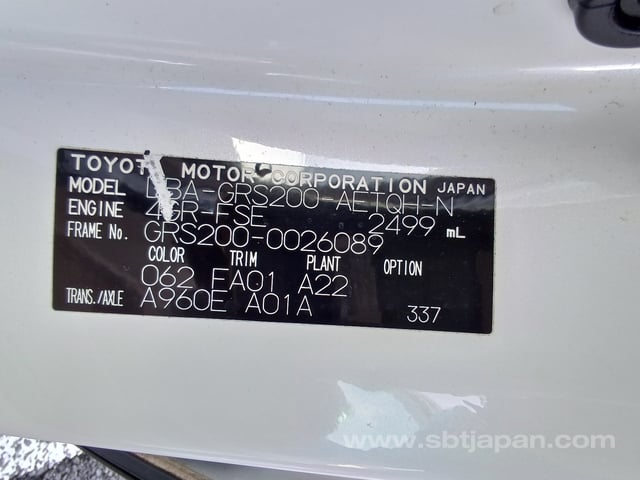 TOYOTA MOTOR CORPORATION JAPAN
MODEL DBA-GRS200-AETQH-N
ENGINE 4GR-FSE 2499 mL
FRAME No. GRS200-0026089
COLOR TRIM PLANT OPTION
062 FA01 A22
TRANS./AXLE A960E A01A 337
www.sbtjapan.com